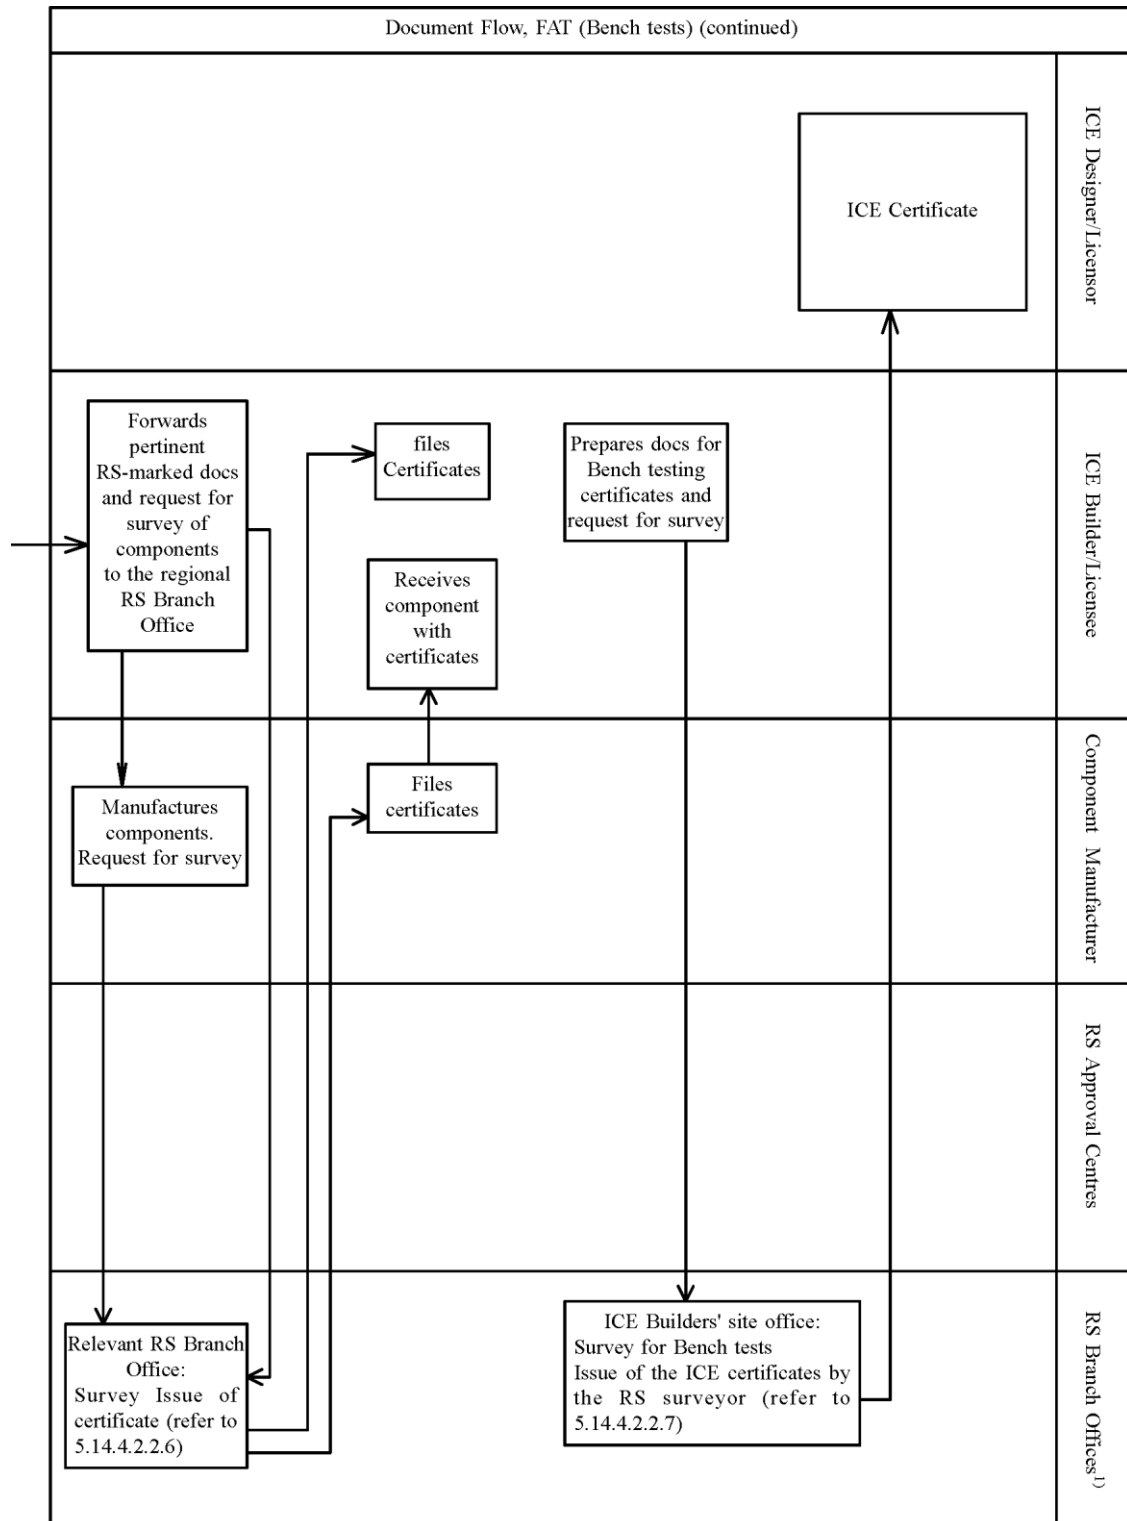 Document Flow, FAT (Bench tests) (continued)
ICE Certificate
ICE Designer/Licensor
Forwards
pertinent
RS-marked docs
and request for
survey of
components
to the regional
RS Branch
Office
files
Certificates
Prepares docs for
Bench testing
certificates and
request for survey
Receives
component
with
certificates
ICE Builder/Licensee
Manufactures
components.
Request for survey
Files
certificates
Component Manufacturer
RS Approval Centres
Relevant RS Branch
Office:
Survey Issue of
certificate (refer to
5.14.4.2.2.6)
ICE Builders' site office:
Survey for Bench tests
Issue of the ICE certificates by
the RS surveyor (refer to
5.14.4.2.2.7)
RS Branch Offices¹⁾